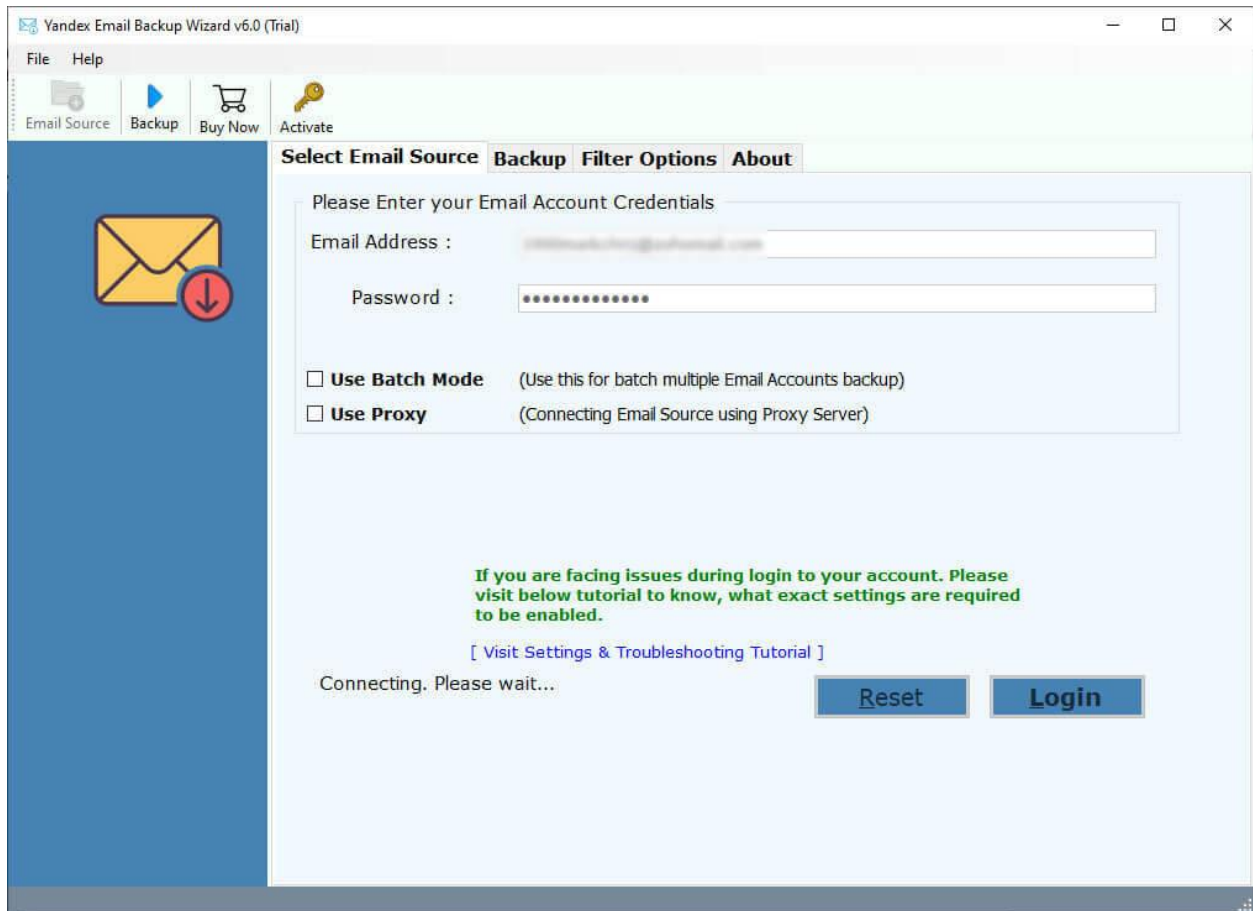 Yandex Email Backup Wizard v6.0 (Trial)
File Help
Email Source Backup Buy Now Activate
Select Email Source Backup Filter Options About
Please Enter your Email Account Credentials
Email Address :
Password : •••••••••••••
Use Batch Mode (Use this for batch multiple Email Accounts backup)
Use Proxy (Connecting Email Source using Proxy Server)
If you are facing issues during login to your account. Please
visit below tutorial to know, what exact settings are required
to be enabled.
[ Visit Settings & Troubleshooting Tutorial ]
Connecting. Please wait...
Reset Login